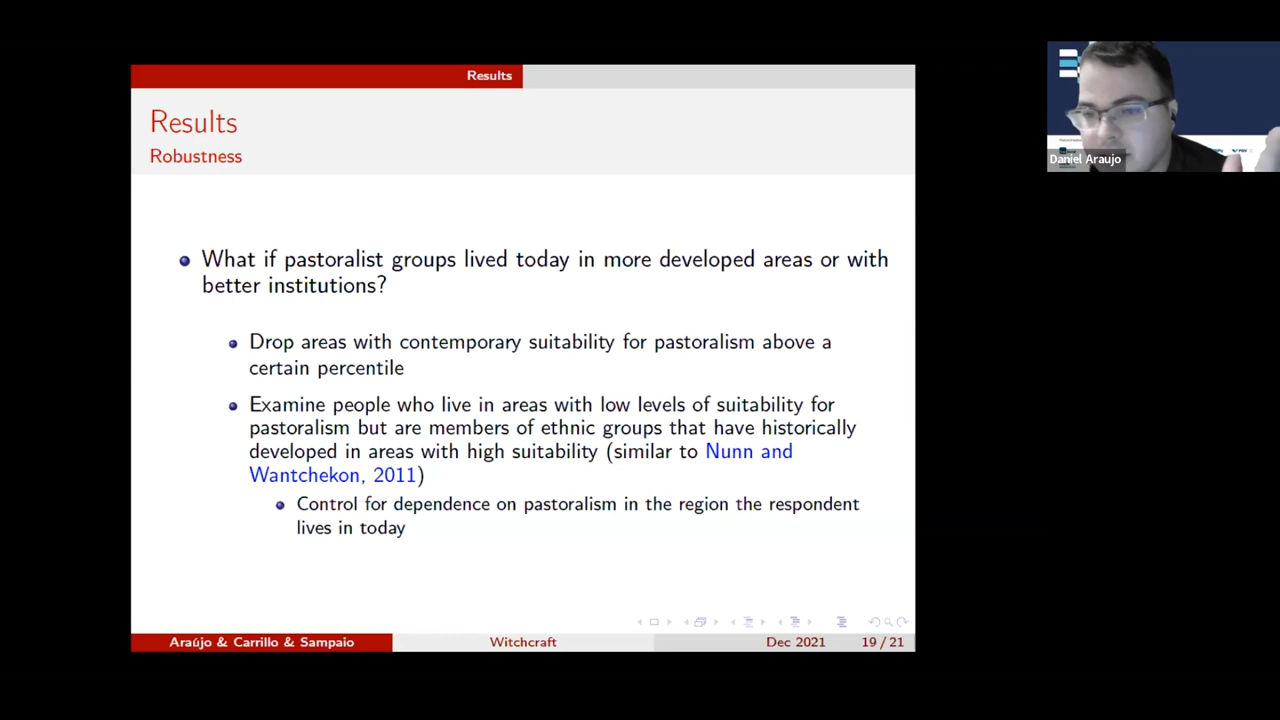 Results
Results
Robustness
What if pastoralist groups lived today in more developed areas or with
better institutions?
Drop areas with contemporary suitability for pastoralism above a
certain percentile
Examine people who live in areas with low levels of suitability for
pastoralism but are members of ethnic groups that have historically
developed in areas with high suitability (similar to Nunn and
Wantchekon, 2011)
Control for dependence on pastoralism in the region the respondent
lives in today
Araújo & Carrillo & Sampaio
Witchcraft
Dec 2021
19 / 21
Daniel Araujo